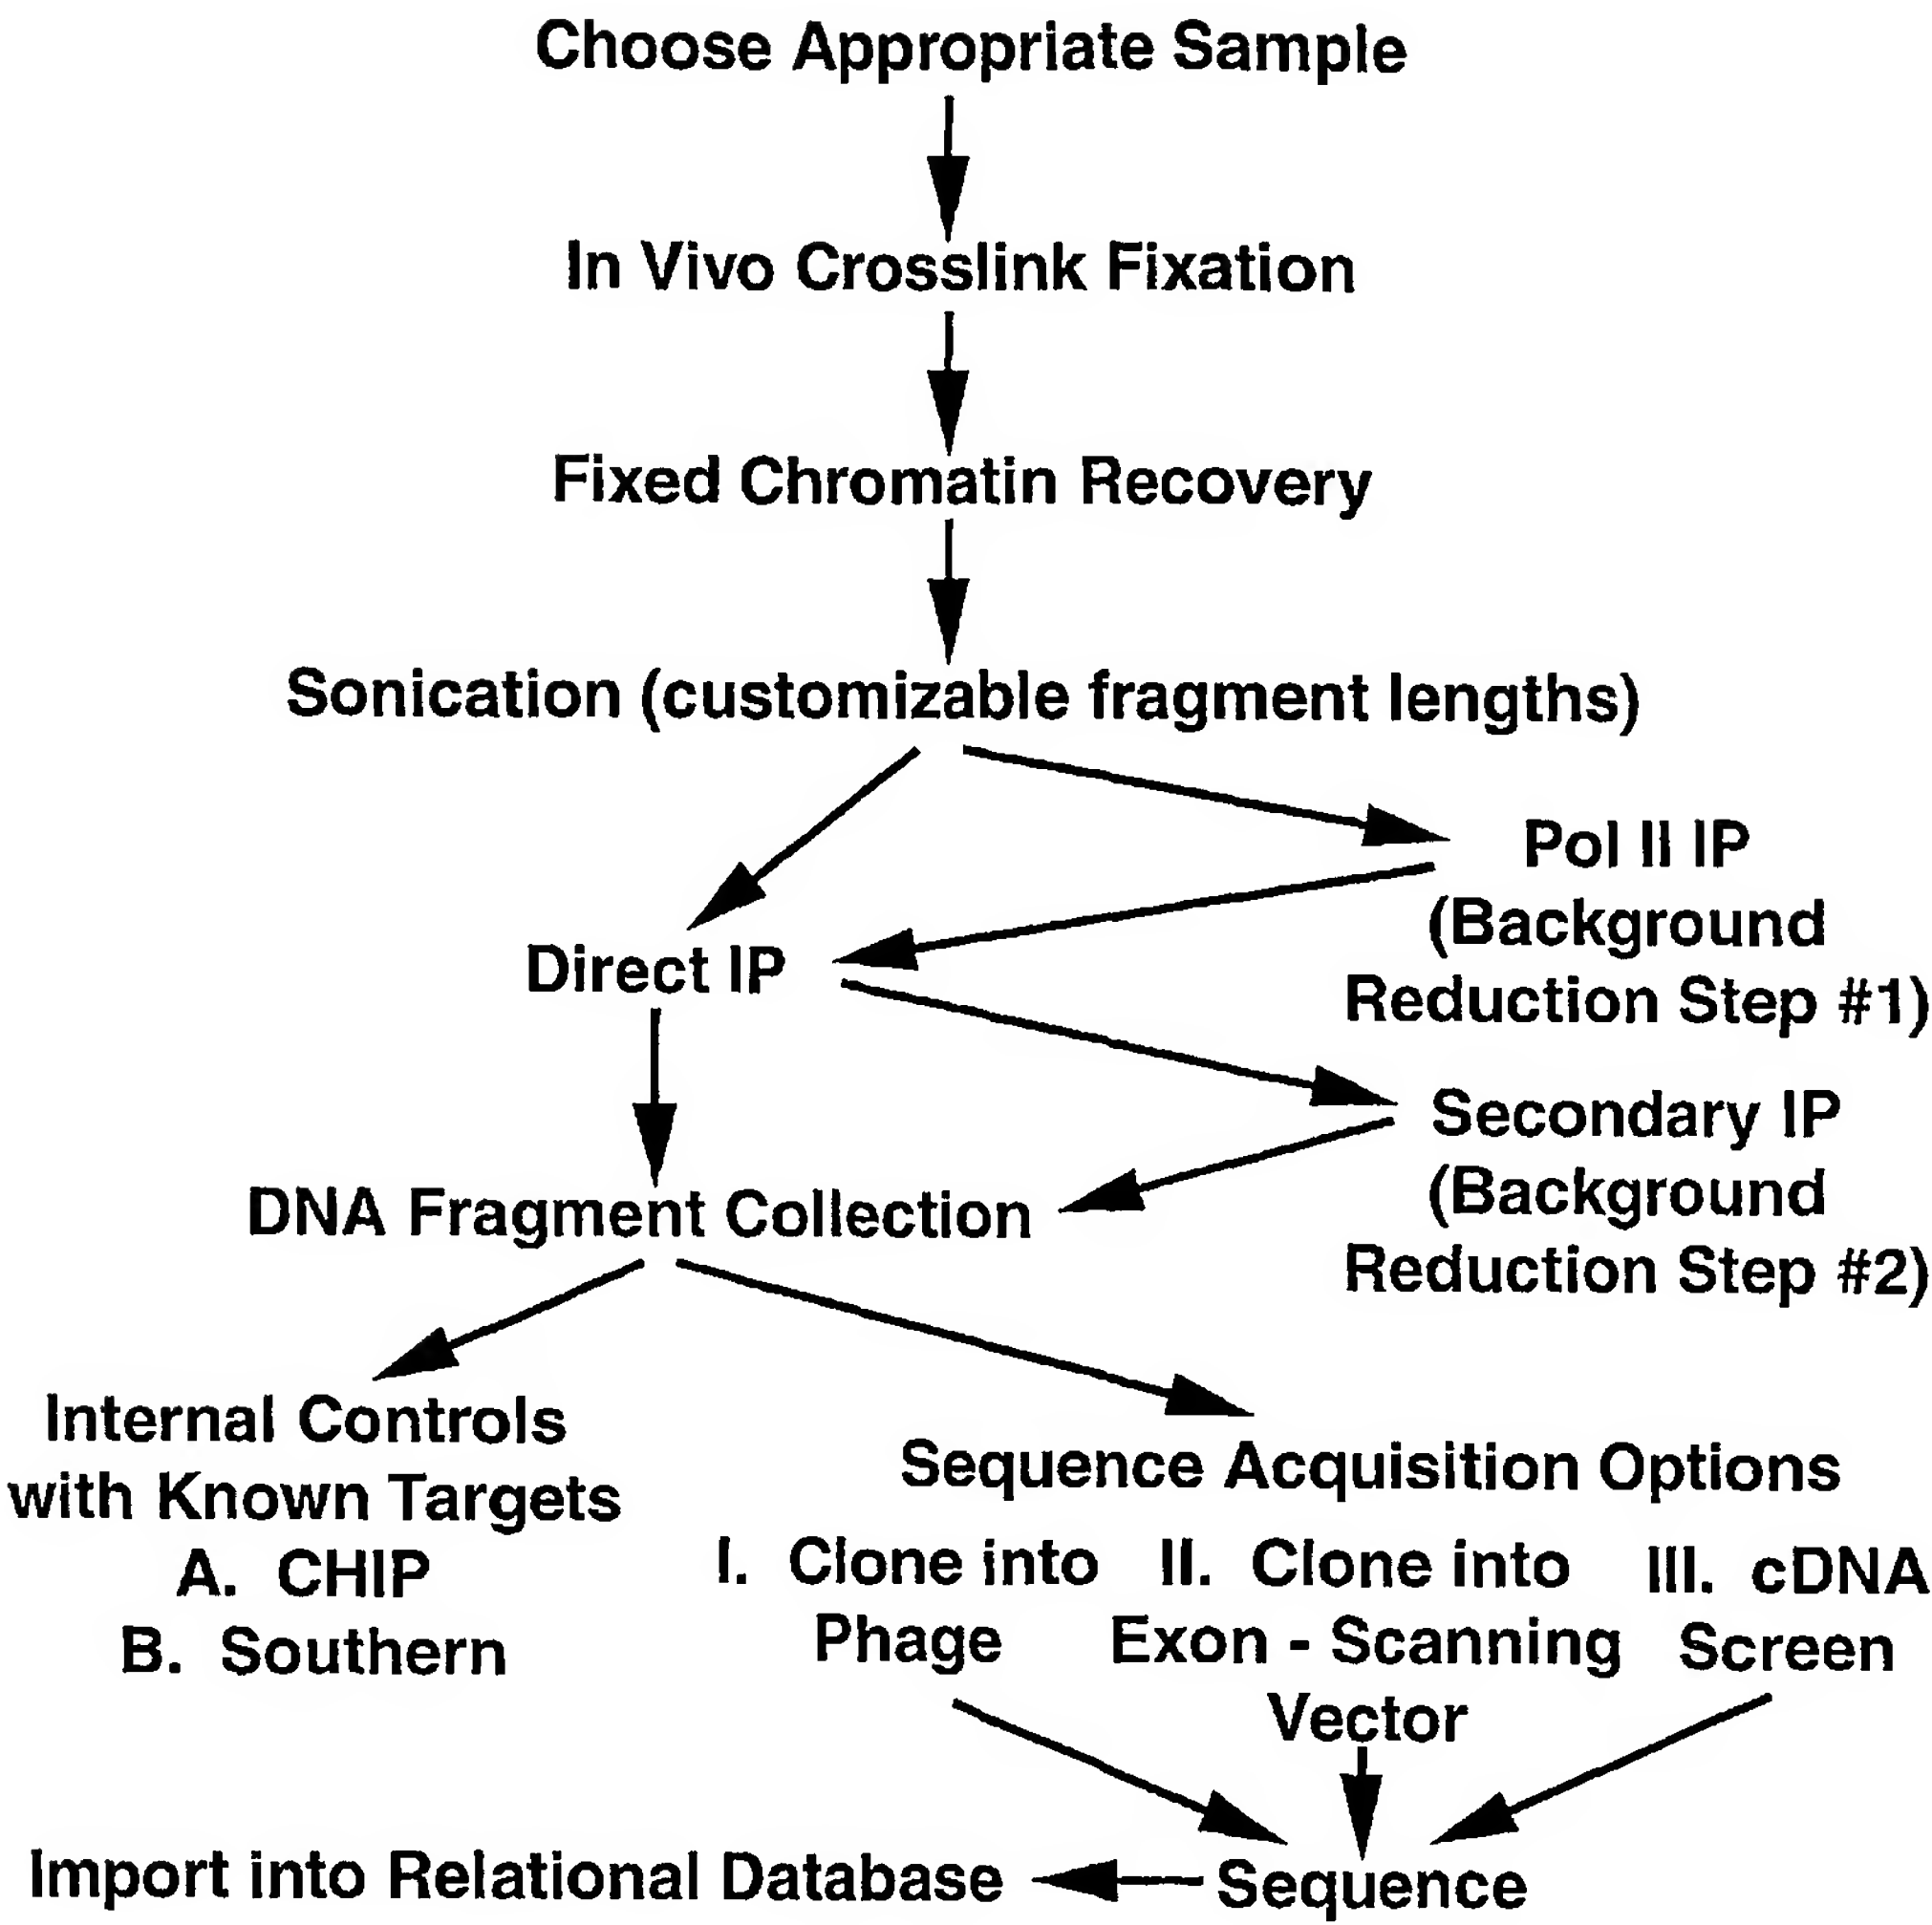 Choose Appropriate Sample
In Vivo Crosslink Fixation
Fixed Chromatin Recovery
Sonication (customizable fragment lengths)
Pol II IP
(Background
Reduction Step #1)
Direct IP
Secondary IP
(Background
Reduction Step #2)
DNA Fragment Collection
Internal Controls
with Known Targets
A. CHIP
B. Southern
Sequence Acquisition Options
I. Clone into
Phage
II. Clone into
Exon - Scanning
Vector
III. cDNA
Screen
Sequence
Import into Relational Database